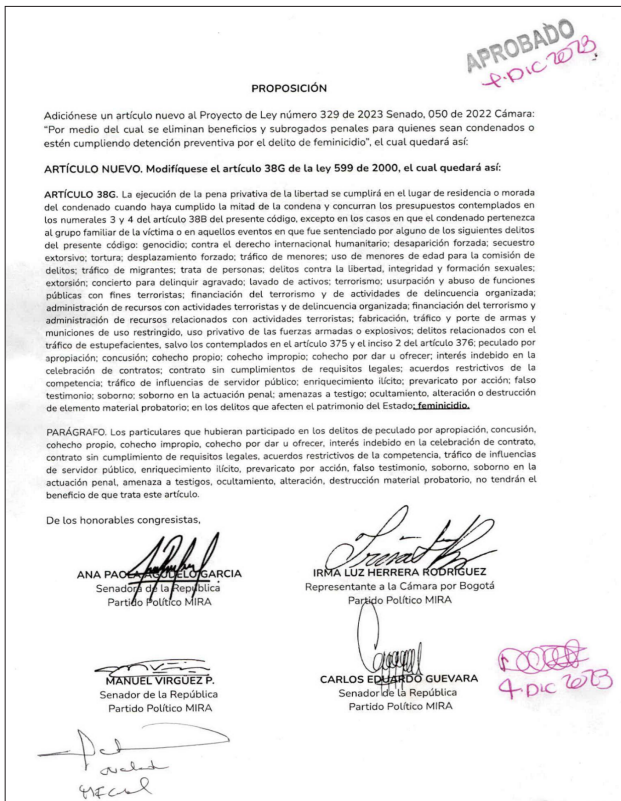 APROBADO
4·DIC 2023
PROPOSICIÓN
Adiciónese un artículo nuevo al Proyecto de Ley número 329 de 2023 Senado, 050 de 2022 Cámara:
“Por medio del cual se eliminan beneficios y subrogados penales para quienes sean condenados o
estén cumpliendo detención preventiva por el delito de feminicidio”, el cual quedará así:
ARTÍCULO NUEVO. Modifíquese el artículo 38G de la ley 599 de 2000, el cual quedará así:
ARTÍCULO 38G. La ejecución de la pena privativa de la libertad se cumplirá en el lugar de residencia o morada
del condenado cuando haya cumplido la mitad de la condena y concurran los presupuestos contemplados en
los numerales 3 y 4 del artículo 38B del presente código, excepto en los casos en que el condenado pertenezca
al grupo familiar de la víctima o en aquellos eventos en que fue sentenciado por alguno de los siguientes delitos
del presente código: genocidio; contra el derecho internacional humanitario; desaparición forzada; secuestro
extorsivo; tortura; desplazamiento forzado; tráfico de menores; uso de menores de edad para la comisión de
delitos; tráfico de migrantes; trata de personas; delitos contra la libertad, integridad y formación sexuales;
extorsión; concierto para delinquir agravado; lavado de activos; terrorismo; usurpación y abuso de funciones
públicas con fines terroristas; financiación del terrorismo y de actividades de delincuencia organizada;
administración de recursos con actividades terroristas y de delincuencia organizada; financiación del terrorismo y
administración de recursos relacionados con actividades terroristas; fabricación, tráfico y porte de armas y
municiones de uso restringido, uso privativo de las fuerzas armadas o explosivos; delitos relacionados con el
tráfico de estupefacientes, salvo los contemplados en el artículo 375 y el inciso 2 del artículo 376; peculado por
apropiación; concusión; cohecho propio; cohecho impropio; cohecho por dar u ofrecer; interés indebido en la
celebración de contratos; contrato sin cumplimientos de requisitos legales; acuerdos restrictivos de la
competencia; tráfico de influencias de servidor público; enriquecimiento ilícito; prevaricato por acción; falso
testimonio; soborno; soborno en la actuación penal; amenazas a testigo; ocultamiento, alteración o destrucción
de elemento material probatorio; en los delitos que afecten el patrimonio del Estado; feminicidio.
PARÁGRAFO. Los particulares que hubieran participado en los delitos de peculado por apropiación, concusión,
cohecho propio, cohecho impropio, cohecho por dar u ofrecer, interés indebido en la celebración de contrato,
contrato sin cumplimiento de requisitos legales, acuerdos restrictivos de la competencia, tráfico de influencias
de servidor público, enriquecimiento ilícito, prevaricato por acción, falso testimonio, soborno, soborno en la
actuación penal, amenaza a testigos, ocultamiento, alteración, destrucción material probatorio, no tendrán el
beneficio de que trata este artículo.
De los honorables congresistas,
ANA PAOLA AGUDELO GARCIA
Senadora de la República
Partido Político MIRA
IRMA LUZ HERRERA RODRÍGUEZ
Representante a la Cámara por Bogotá
Partido Político MIRA
MANUEL VIRGUEZ P.
Senador de la República
Partido Político MIRA
CARLOS EDUARDO GUEVARA
Senador de la República
Partido Político MIRA
4·DIC 2023